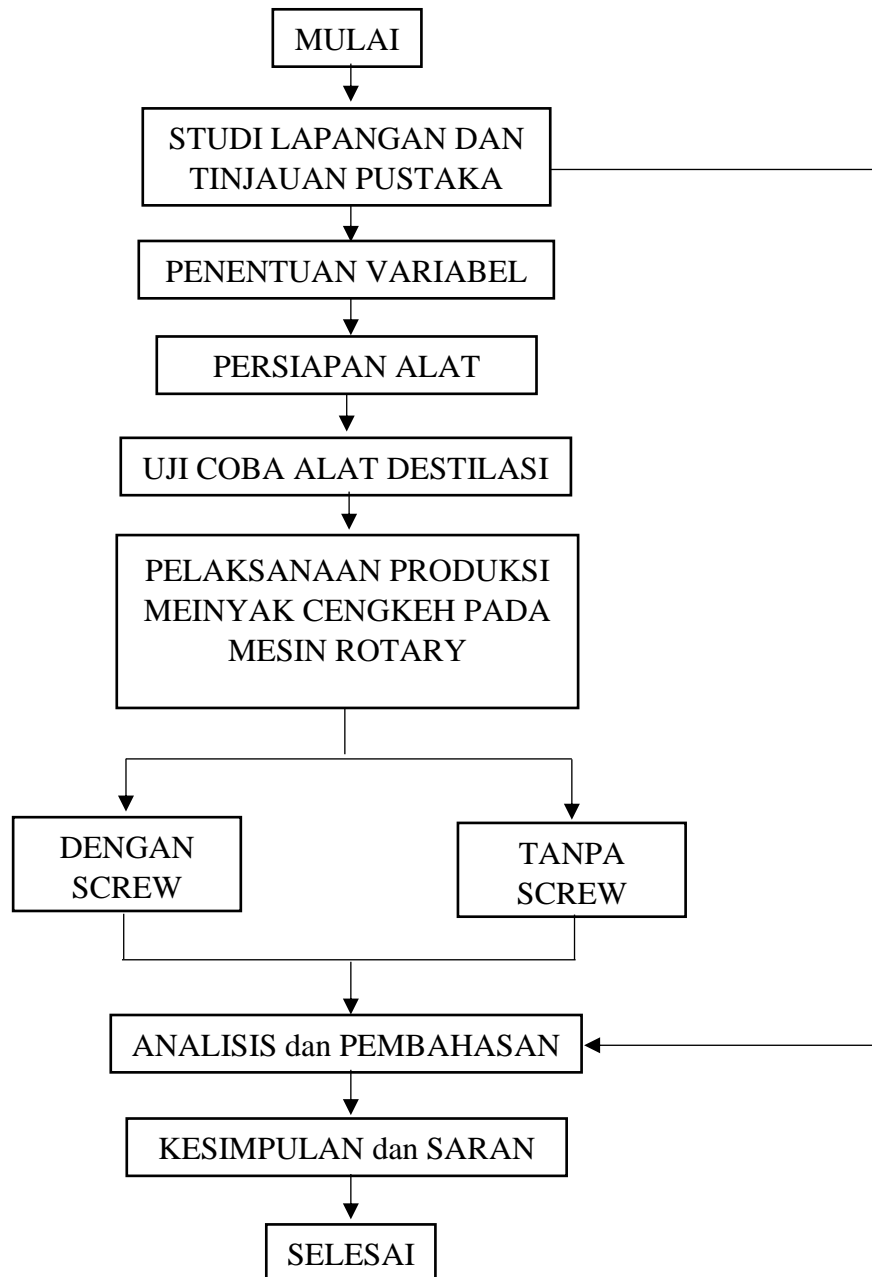 MULAI
STUDI LAPANGAN DAN
TINJAUAN PUSTAKA
PENENTUAN VARIABEL
PERSIAPAN ALAT
UJI COBA ALAT DESTILASI
PELAKSANAAN PRODUKSI
MEINYAK CENGKEH PADA
MESIN ROTARY
DENGAN
SCREW
TANPA
SCREW
ANALISIS dan PEMBAHASAN
KESIMPULAN dan SARAN
SELESAI